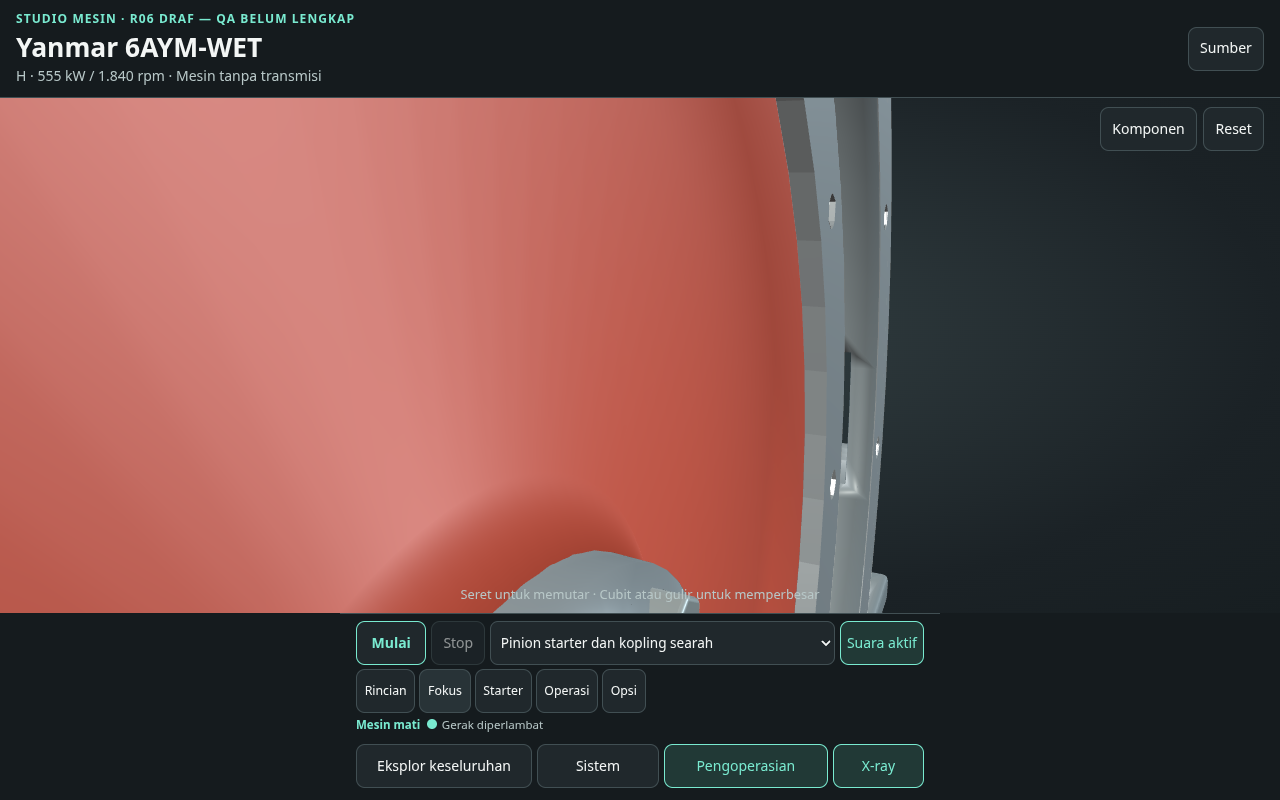 STUDIO MESIN · R06 DRAF — QA BELUM LENGKAP
Yanmar 6AYM-WET
H · 555 kW / 1.840 rpm · Mesin tanpa transmisi
Sumber
Komponen
Reset
Seret untuk memutar · Cubit atau gulir untuk memperbesar
Mulai
Stop
Pinion starter dan kopling searah
Suara aktif
Rincian
Fokus
Starter
Operasi
Opsi
Mesin mati
Gerak diperlambat
Eksplor keseluruhan
Sistem
Pengoperasian
X-ray